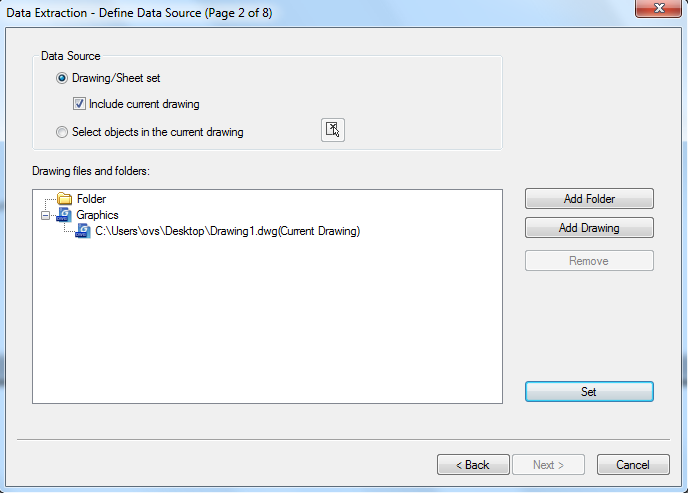 Data Extraction - Define Data Source (Page 2 of 8)
Data Source
Drawing/Sheet set
Include current drawing
Select objects in the current drawing
Drawing files and folders:
Folder
Graphics
C:\Users\ovs\Desktop\Drawing1.dwg(Current Drawing)
Add Folder
Add Drawing
Remove
Set
< Back
Next >
Cancel